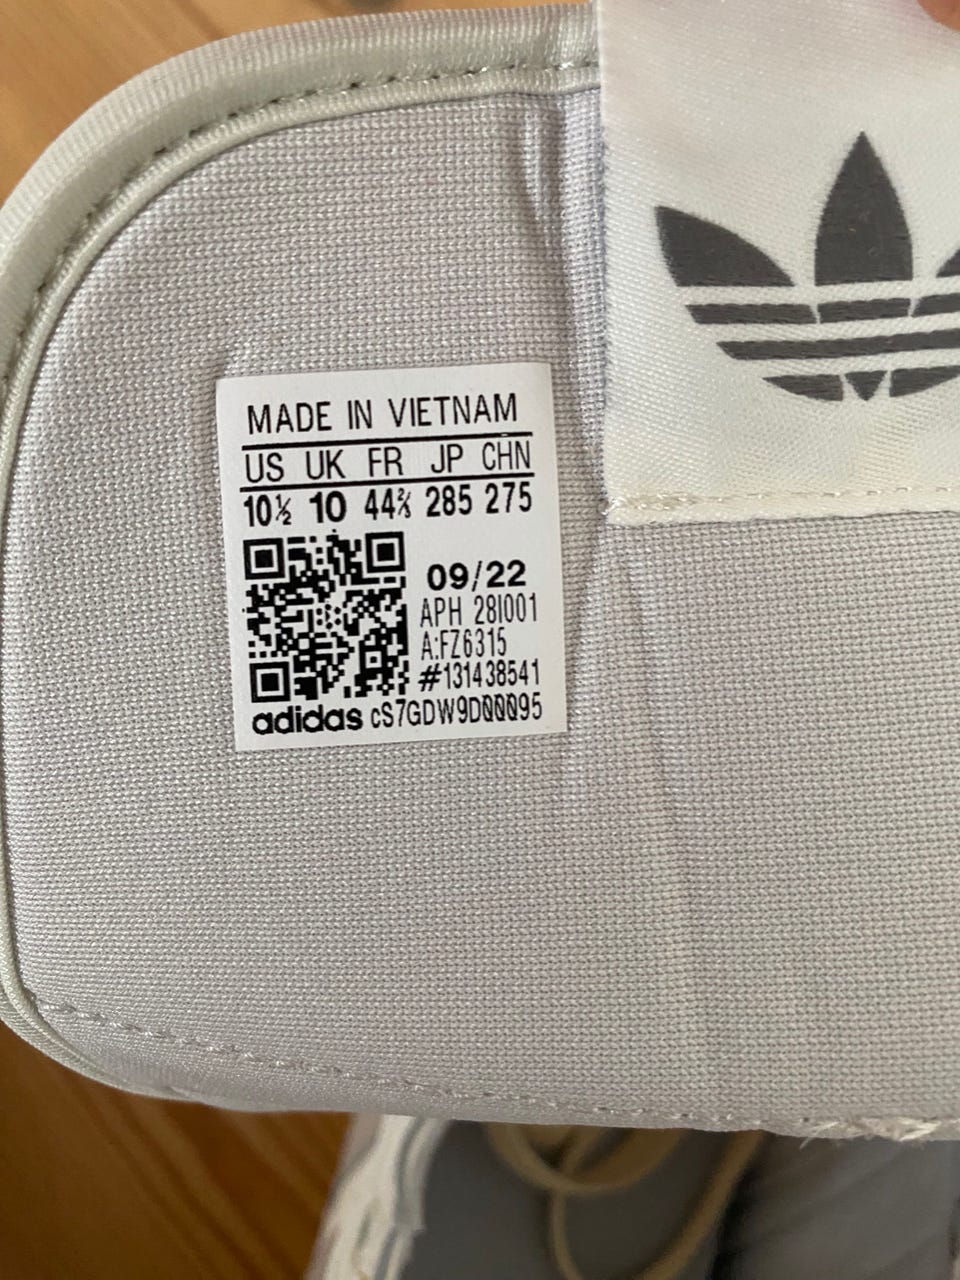 MADE IN VIETNAM
US UK FR JP CHN
10½ 10 44⅔ 285 275
09/22
APH 28I001
A:FZ6315
#131438541
adidas cS7GDW9D00095